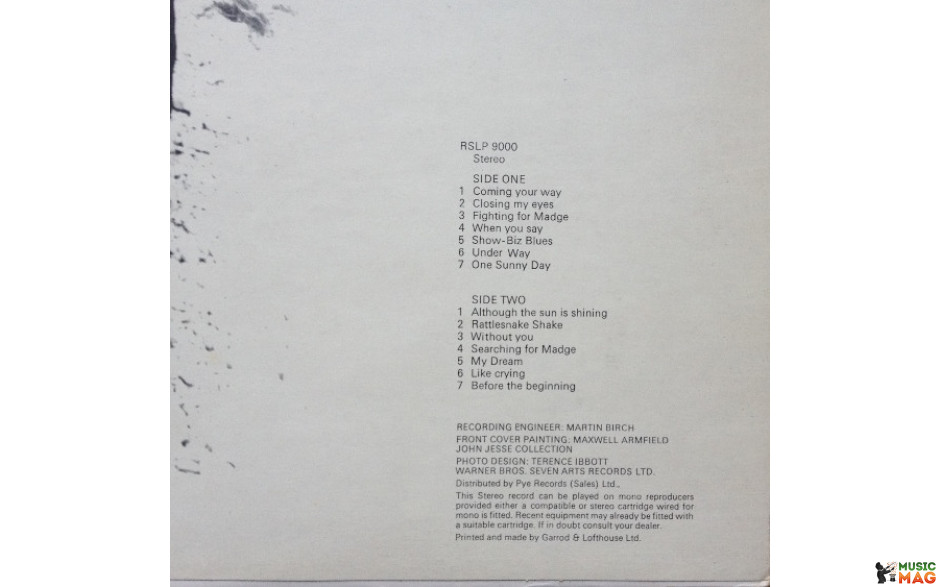 RSLP 9000
Stereo
SIDE ONE
1 Coming your way
2 Closing my eyes
3 Fighting for Madge
4 When you say
5 Show-Biz Blues
6 Under Way
7 One Sunny Day
SIDE TWO
1 Although the sun is shining
2 Rattlesnake Shake
3 Without you
4 Searching for Madge
5 My Dream
6 Like crying
7 Before the beginning
RECORDING ENGINEER: MARTIN BIRCH
FRONT COVER PAINTING: MAXWELL ARMFIELD
JOHN JESSE COLLECTION
PHOTO DESIGN: TERENCE IBBOTT
WARNER BROS. SEVEN ARTS RECORDS LTD.
Distributed by Pye Records (Sales) Ltd.,
This Stereo record can be played on mono reproducers
provided either a compatible or stereo cartridge wired for
mono is fitted. Recent equipment may already be fitted with
a suitable cartridge. If in doubt consult your dealer.
Printed and made by Garrod & Lofthouse Ltd.
MUSIC
MAG